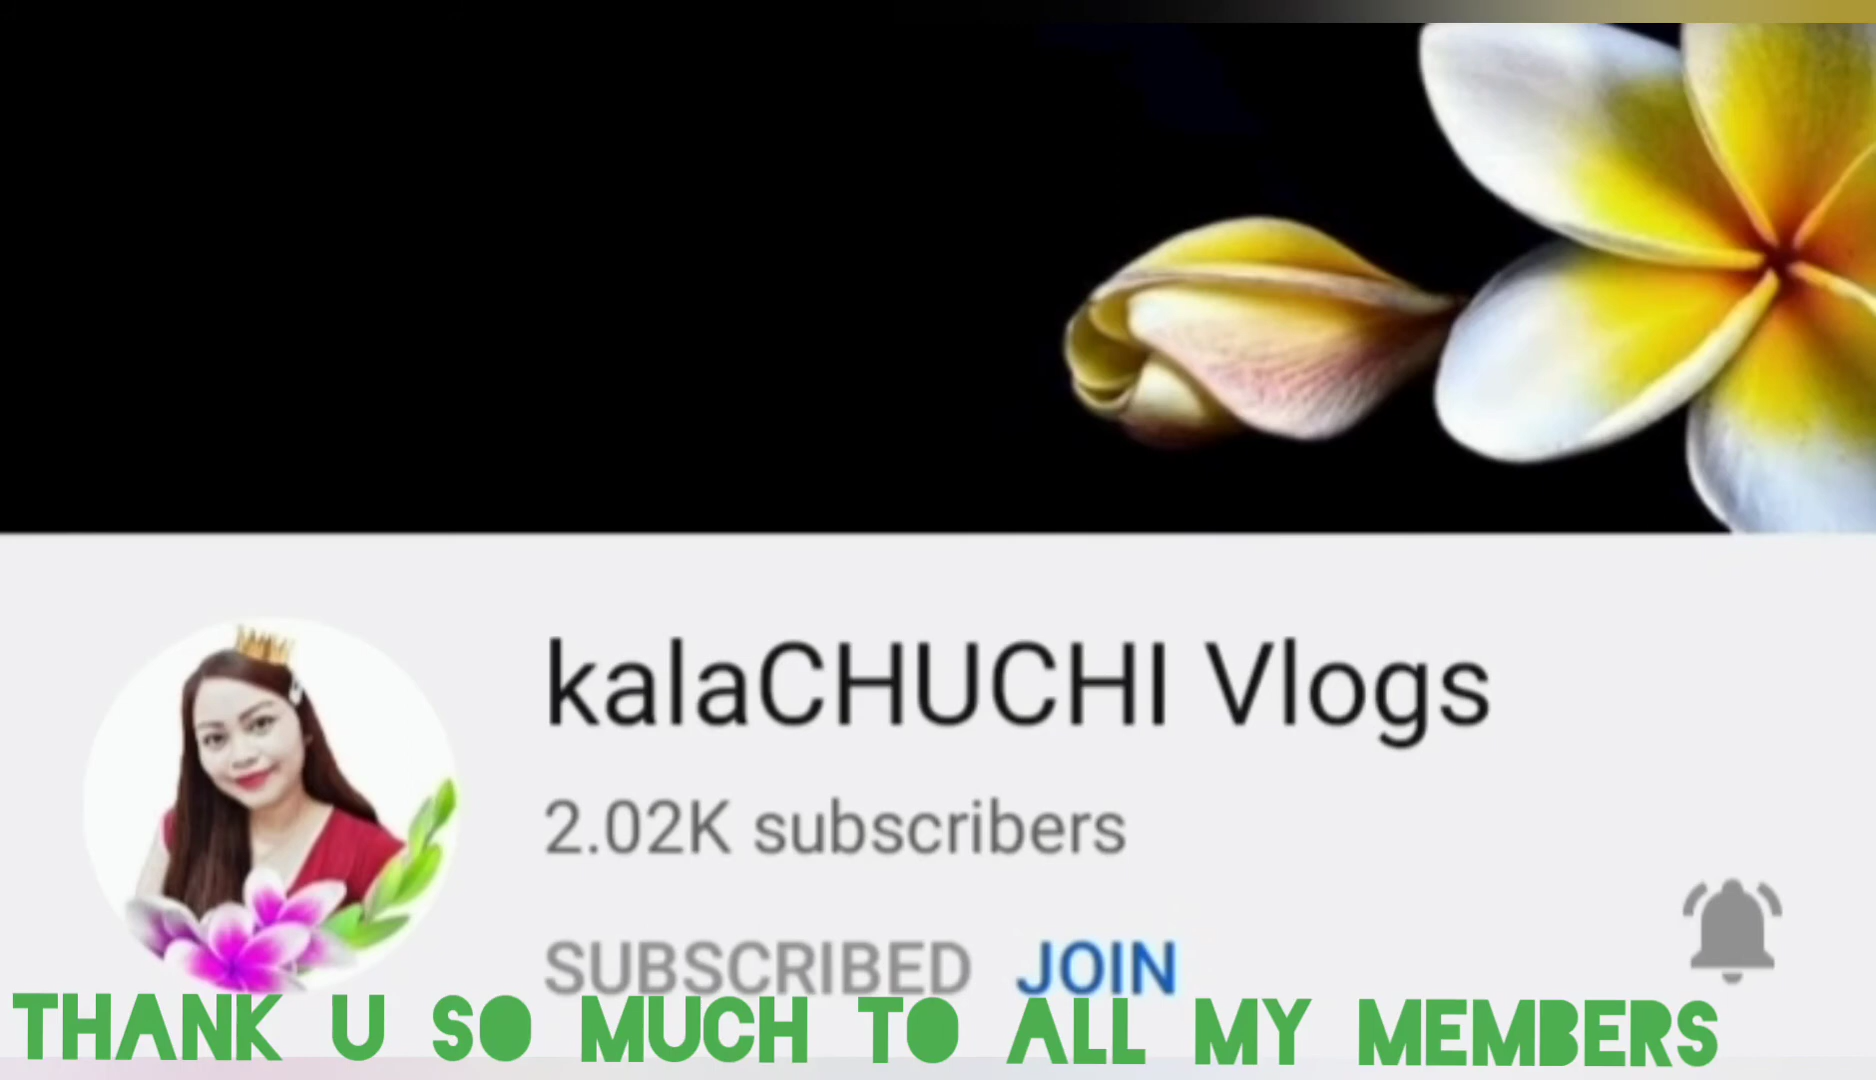 kalaCHUCHI Vlogs
2.02K subscribers
SUBSCRIBED JOIN
THANK U SO MUCH TO ALL MY MEMBERS